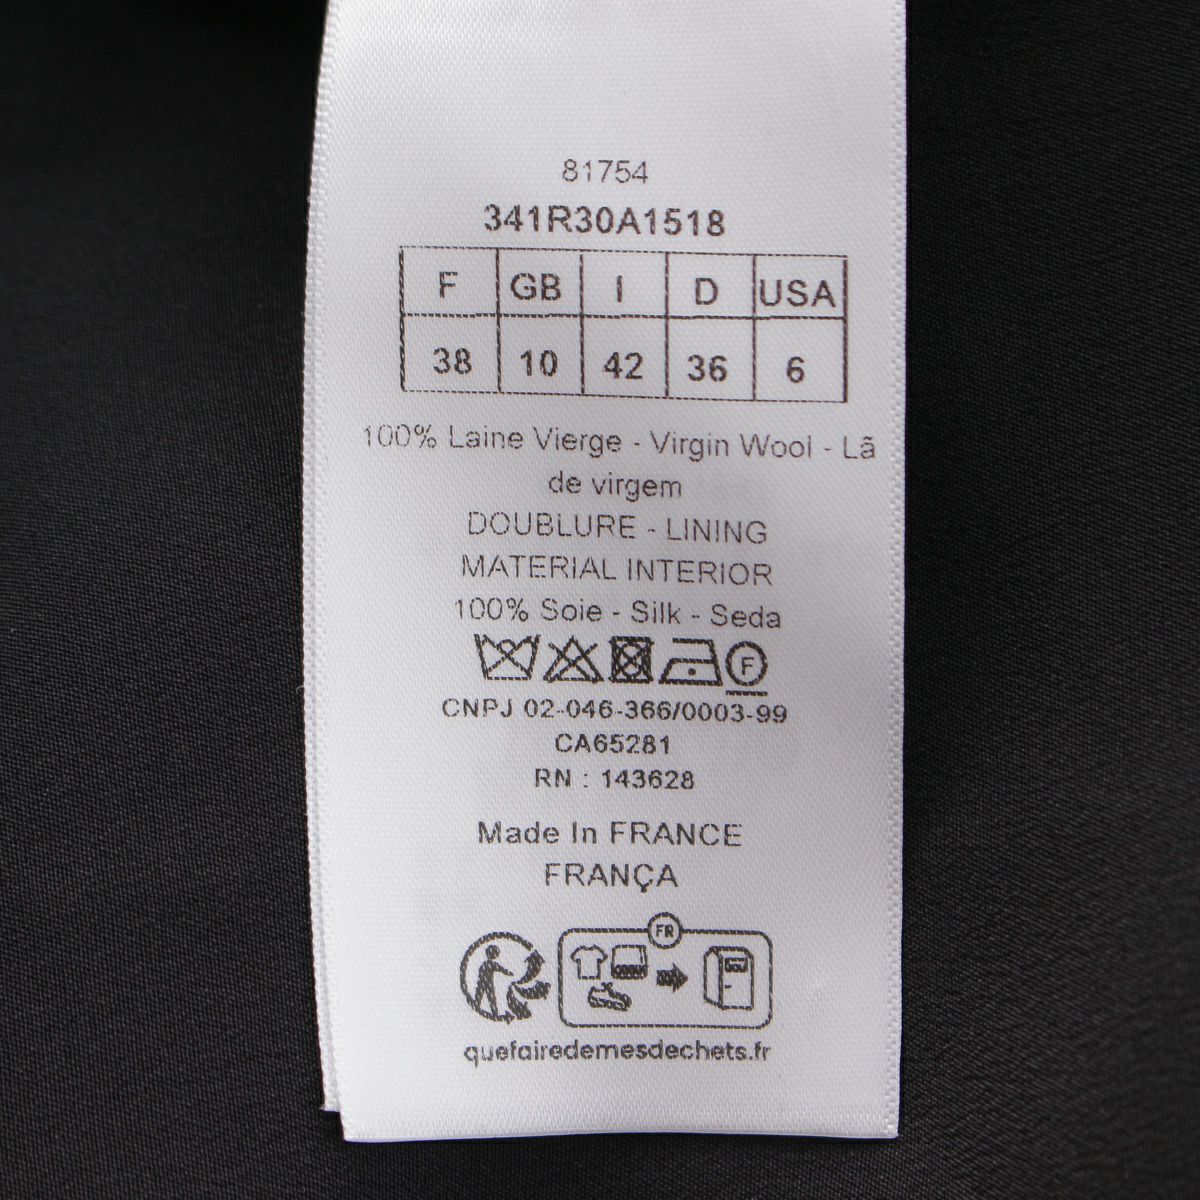 81754
341R30A1518
F GB I D USA
38 10 42 36 6
100% Laine Vierge - Virgin Wool - Lã
de virgem
DOUBLURE - LINING
MATERIAL INTERIOR
100% Soie - Silk - Seda
F
CNPJ 02-046-366/0003-99
CA65281
RN : 143628
Made In FRANCE
FRANÇA
FR
quefairedemesdechets.fr